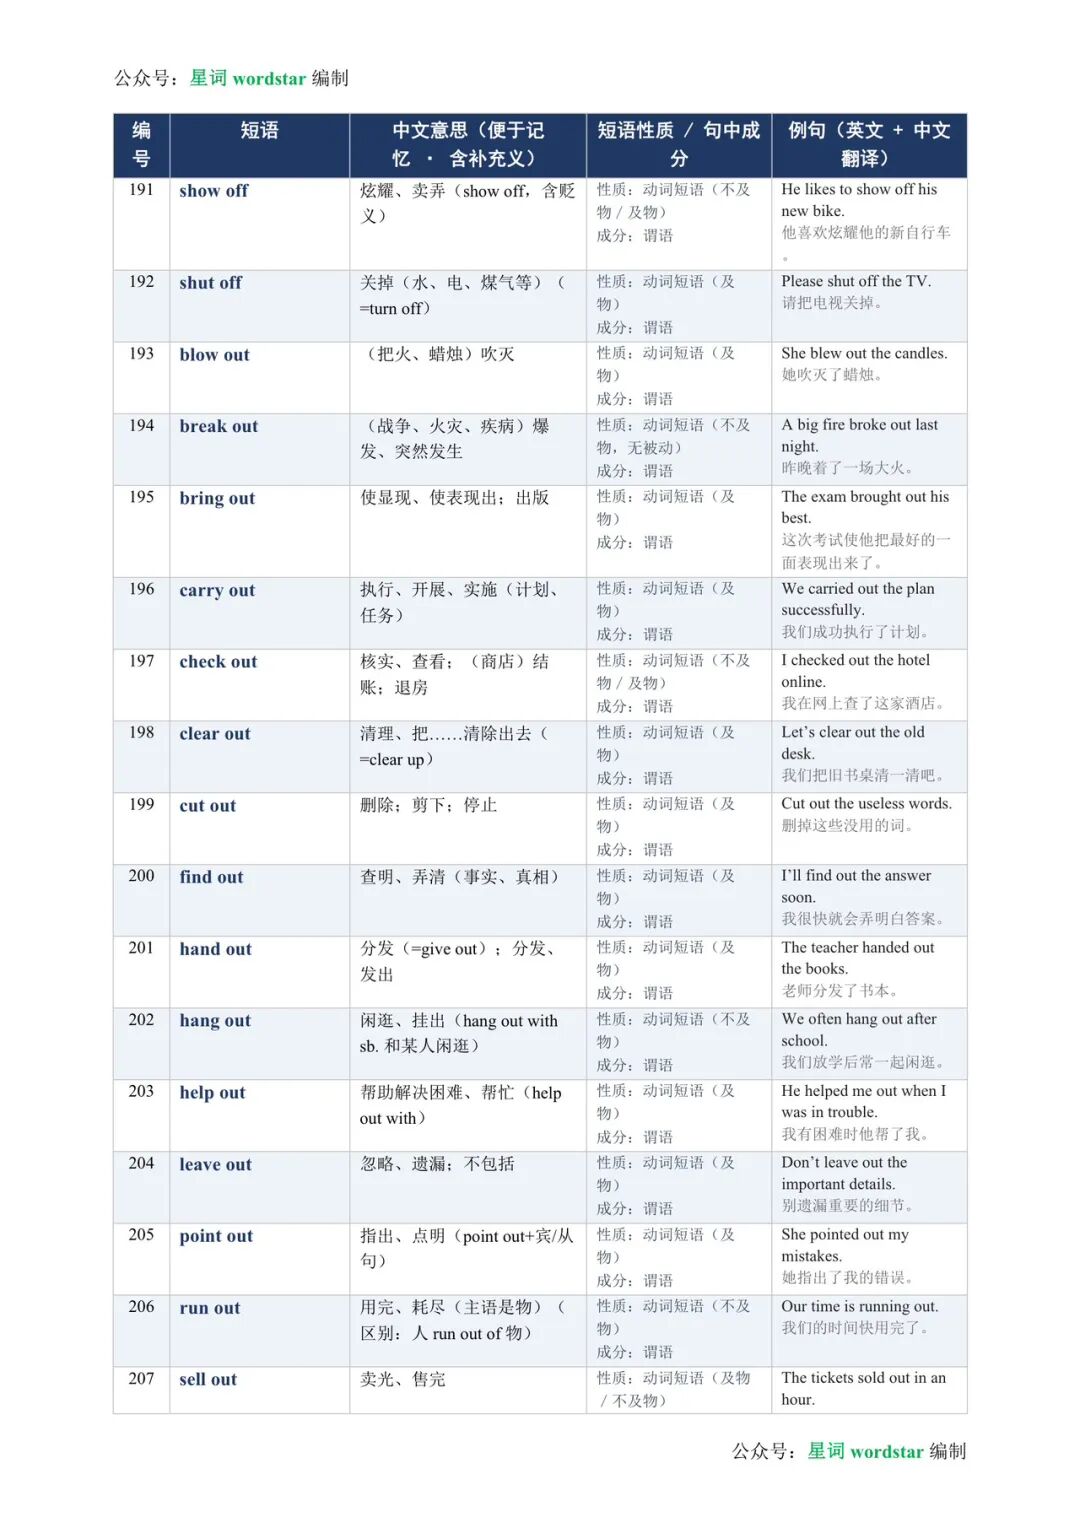 公众号：星词 wordstar 编制
编号 短语 中文意思（便于记忆 · 含补充义） 短语性质 / 句中成分 例句（英文 + 中文翻译）
191 show off 炫耀、卖弄（show off，含贬义） 性质：动词短语（不及物 / 及物） 成分：谓语 He likes to show off his new bike. 他喜欢炫耀他的新自行车。
192 shut off 关掉（水、电、煤气等）（=turn off） 性质：动词短语（及物） 成分：谓语 Please shut off the TV. 请把电视关掉。
193 blow out （把火、蜡烛）吹灭 性质：动词短语（及物） 成分：谓语 She blew out the candles. 她吹灭了蜡烛。
194 break out （战争、火灾、疾病）爆发、突然发生 性质：动词短语（不及物，无被动） 成分：谓语 A big fire broke out last night. 昨晚着了一场大火。
195 bring out 使显现、使表现出；出版 性质：动词短语（及物） 成分：谓语 The exam brought out his best. 这次考试使他把最好的一面表现出来了。
196 carry out 执行、开展、实施（计划、任务） 性质：动词短语（及物） 成分：谓语 We carried out the plan successfully. 我们成功执行了计划。
197 check out 核实、查看；（商店）结账；退房 性质：动词短语（不及物 / 及物） 成分：谓语 I checked out the hotel online. 我在网上查了这家酒店。
198 clear out 清理、把……清除出去（=clear up） 性质：动词短语（及物） 成分：谓语 Let’s clear out the old desk. 我们把旧书桌清一清吧。
199 cut out 删除；剪下；停止 性质：动词短语（及物） 成分：谓语 Cut out the useless words. 删掉这些没用的词。
200 find out 查明、弄清（事实、真相） 性质：动词短语（及物） 成分：谓语 I’ll find out the answer soon. 我很快就会弄明白答案。
201 hand out 分发（=give out）；分发、发出 性质：动词短语（及物） 成分：谓语 The teacher handed out the books. 老师分发了书本。
202 hang out 闲逛、挂出（hang out with sb. 和某人闲逛） 性质：动词短语（不及物） 成分：谓语 We often hang out after school. 我们放学后常一起闲逛。
203 help out 帮助解决困难、帮忙（help out with） 性质：动词短语（及物） 成分：谓语 He helped me out when I was in trouble. 我有困难时他帮了我。
204 leave out 忽略、遗漏；不包括 性质：动词短语（及物） 成分：谓语 Don’t leave out the important details. 别遗漏重要的细节。
205 point out 指出、点明（point out+宾/从句） 性质：动词短语（及物） 成分：谓语 She pointed out my mistakes. 她指出了我的错误。
206 run out 用完、耗尽（主语是物）（区别：人 run out of 物） 性质：动词短语（不及物） 成分：谓语 Our time is running out. 我们的时间快用完了。
207 sell out 卖光、售完 性质：动词短语（及物 / 不及物） The tickets sold out in an hour.
公众号：星词 wordstar 编制